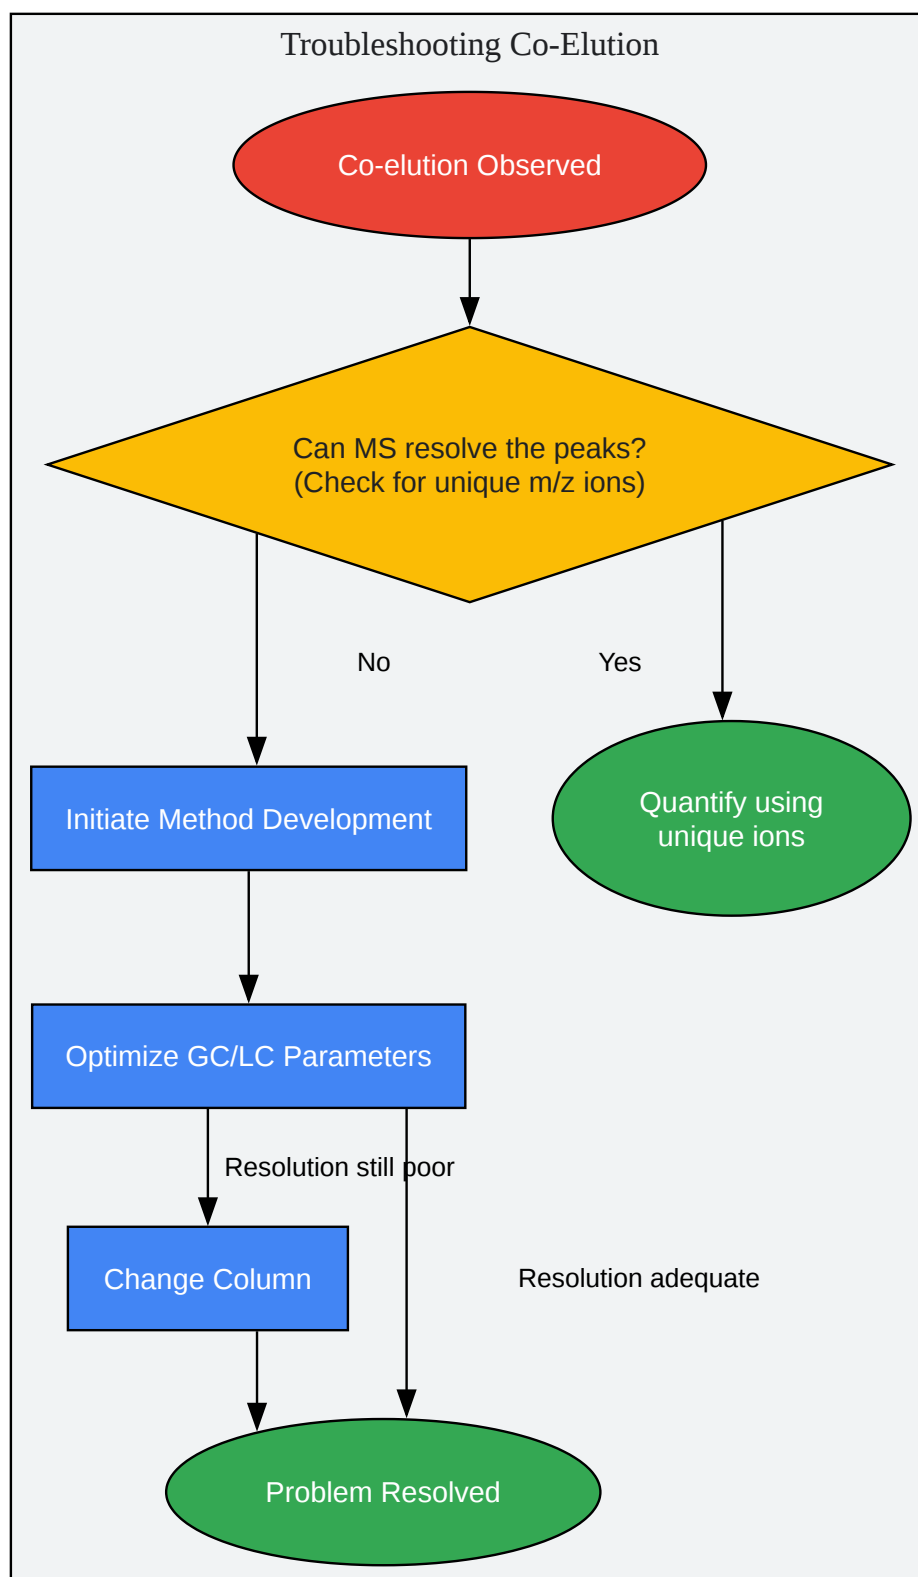 Troubleshooting Co-Elution
Co-elution Observed
Can MS resolve the peaks?
(Check for unique m/z ions)
No
Yes
Initiate Method Development
Quantify using
unique ions
Optimize GC/LC Parameters
Resolution still poor
Change Column
Resolution adequate
Problem Resolved